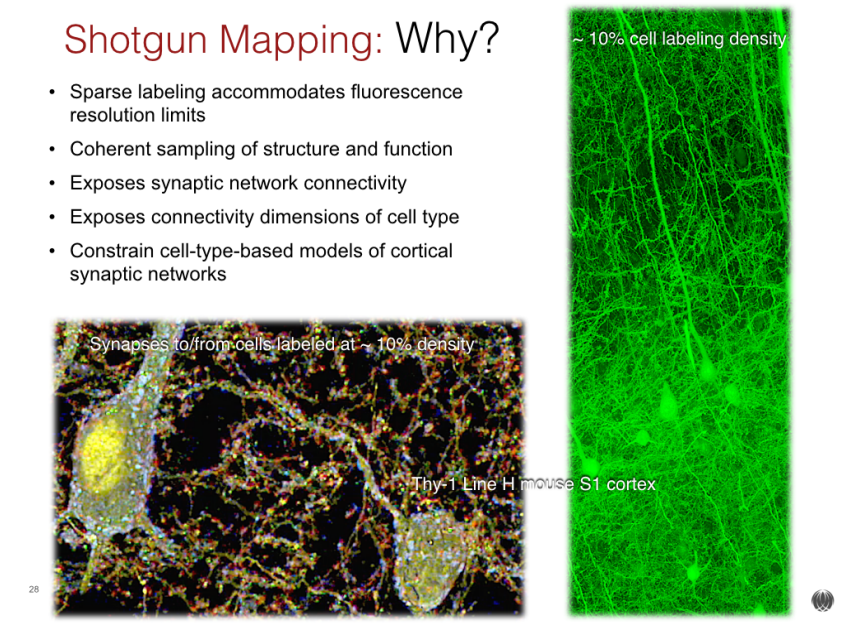 Shotgun Mapping: Why?
~ 10% cell labeling density
• Sparse labeling accommodates fluorescence
resolution limits
• Coherent sampling of structure and function
• Exposes synaptic network connectivity
• Exposes connectivity dimensions of cell type
• Constrain cell-type-based models of cortical
synaptic networks
Synapses to/from cells labeled at ~ 10% density
Thy-1 Line H mouse S1 cortex
28